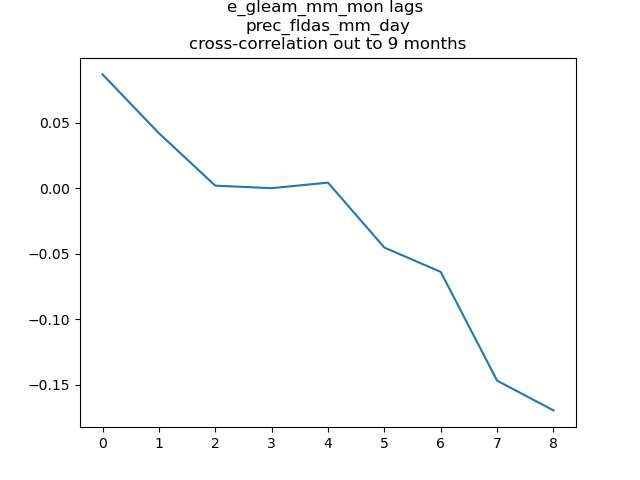 e_gleam_mm_mon lags
prec_fldas_mm_day
cross-correlation out to 9 months
0.05
0.00
−0.05
−0.10
−0.15
0 1 2 3 4 5 6 7 8